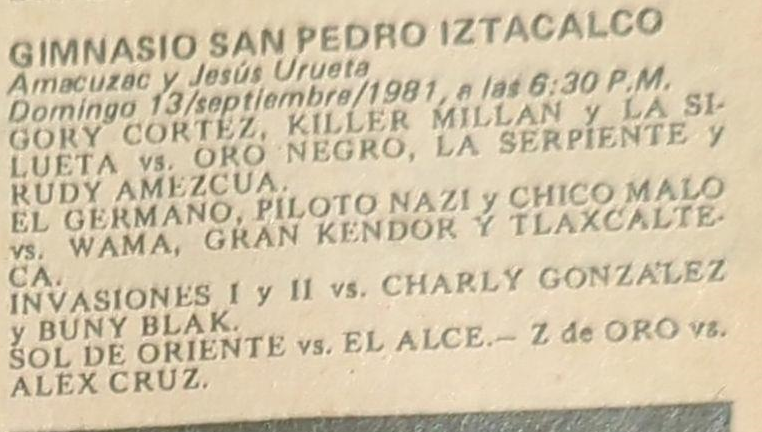 GIMNASIO SAN PEDRO IZTACALCO
Amacuzac y Jesús Urueta
Domingo 13/septiembre/1981, a las 6:30 P.M.
GORY CORTEZ, KILLER MILLAN y LA SI-
LUETA vs. ORO NEGRO, LA SERPIENTE y
RUDY AMEZCUA.
EL GERMANO, PILOTO NAZI y CHICO MALO
vs. WAMA, GRAN KENDOR Y TLAXCALTE-
CA.
INVASIONES I y II vs. CHARLY GONZALEZ
y BUNY BLAK.
SOL DE ORIENTE vs. EL ALCE.— Z de ORO vs.
ALEX CRUZ.